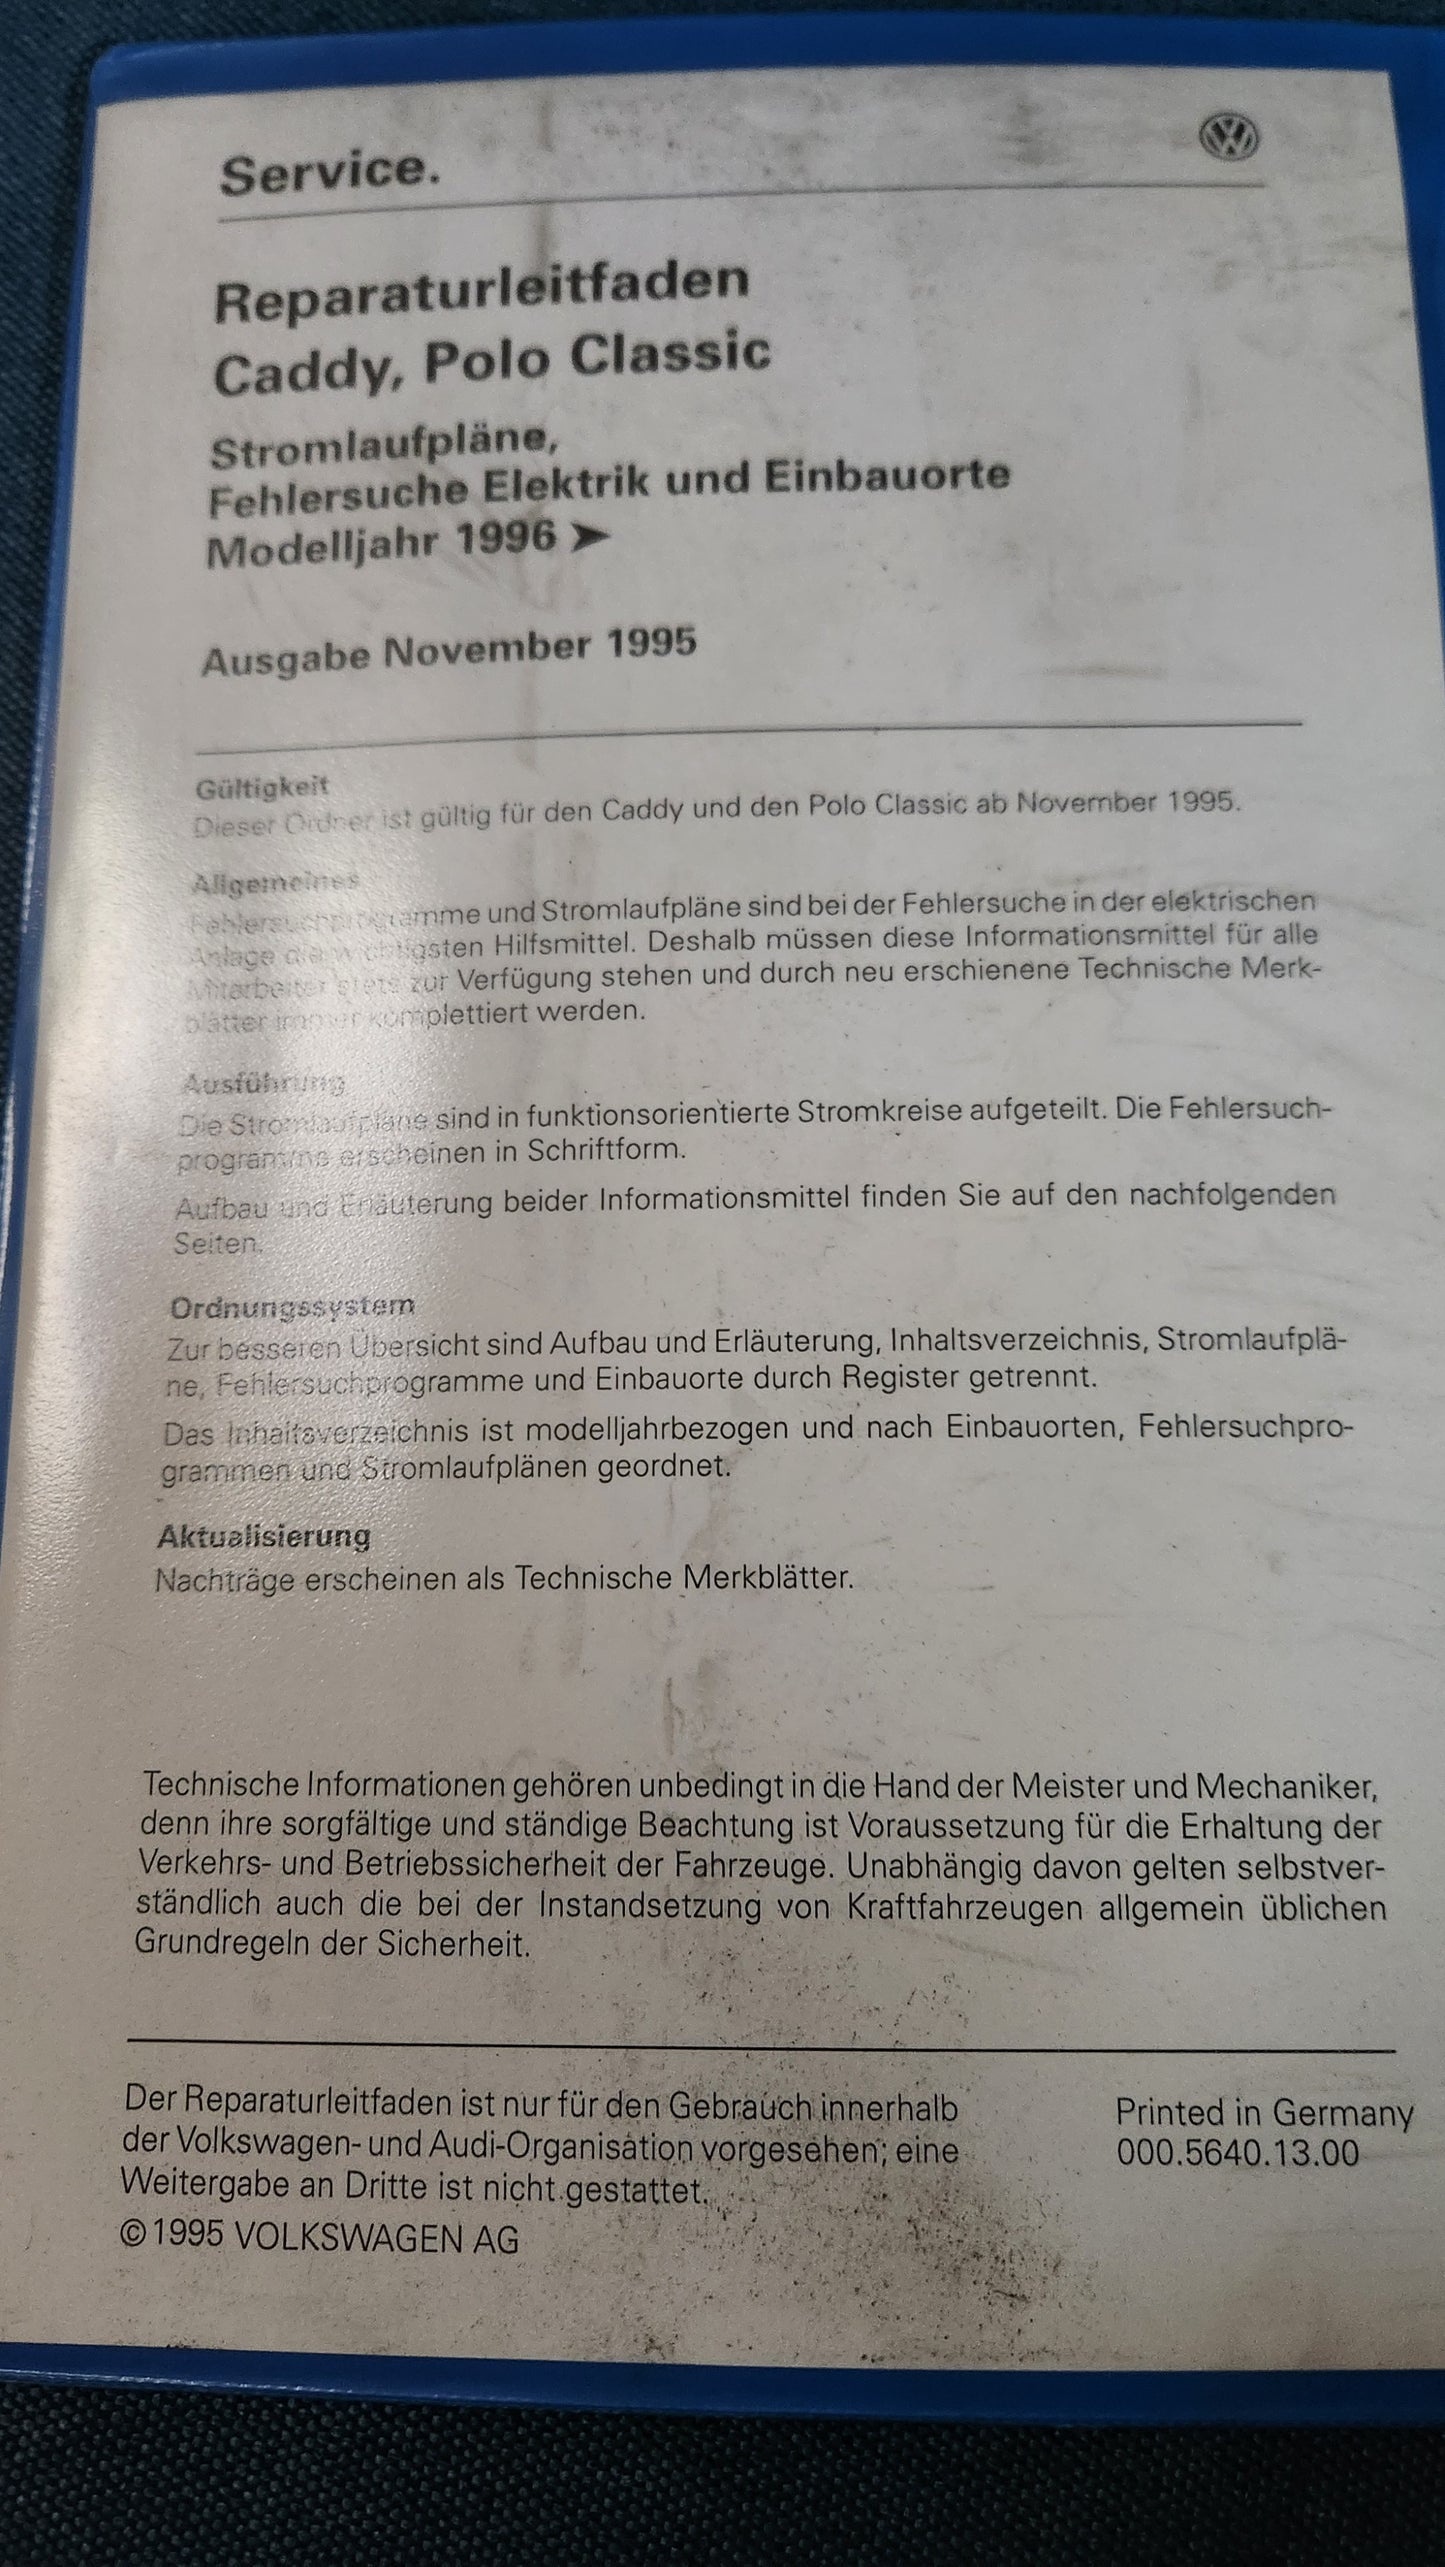 Service.
Reparaturleitfaden
Caddy, Polo Classic
Stromlaufpläne,
Fehlersuche Elektrik und Einbauorte
Modelljahr 1996 ➤
Ausgabe November 1995
Gültigkeit
Dieser Ordner ist gültig für den Caddy und den Polo Classic ab November 1995.
Allgemeines
Fehlersuchprogramme und Stromlaufpläne sind bei der Fehlersuche in der elektrischen
Anlage die wichtigsten Hilfsmittel. Deshalb müssen diese Informationsmittel für alle
Mitarbeiter stets zur Verfügung stehen und durch neu erschienene Technische Merk-
blätter immer komplettiert werden.
Ausführung
Die Stromlaufpläne sind in funktionsorientierte Stromkreise aufgeteilt. Die Fehlersuch-
programme erscheinen in Schriftform.
Aufbau und Erläuterung beider Informationsmittel finden Sie auf den nachfolgenden
Seiten.
Ordnungssystem
Zur besseren Übersicht sind Aufbau und Erläuterung, Inhaltsverzeichnis, Stromlaufplä-
ne, Fehlersuchprogramme und Einbauorte durch Register getrennt.
Das Inhaltsverzeichnis ist modelljahrbezogen und nach Einbauorten, Fehlersuchpro-
grammen und Stromlaufplänen geordnet.
Aktualisierung
Nachträge erscheinen als Technische Merkblätter.
Technische Informationen gehören unbedingt in die Hand der Meister und Mechaniker,
denn ihre sorgfältige und ständige Beachtung ist Voraussetzung für die Erhaltung der
Verkehrs- und Betriebssicherheit der Fahrzeuge. Unabhängig davon gelten selbstver-
ständlich auch die bei der Instandsetzung von Kraftfahrzeugen allgemein üblichen
Grundregeln der Sicherheit.
Der Reparaturleitfaden ist nur für den Gebrauch innerhalb
der Volkswagen- und Audi-Organisation vorgesehen; eine
Weitergabe an Dritte ist nicht gestattet.
© 1995 VOLKSWAGEN AG
Printed in Germany
000.5640.13.00